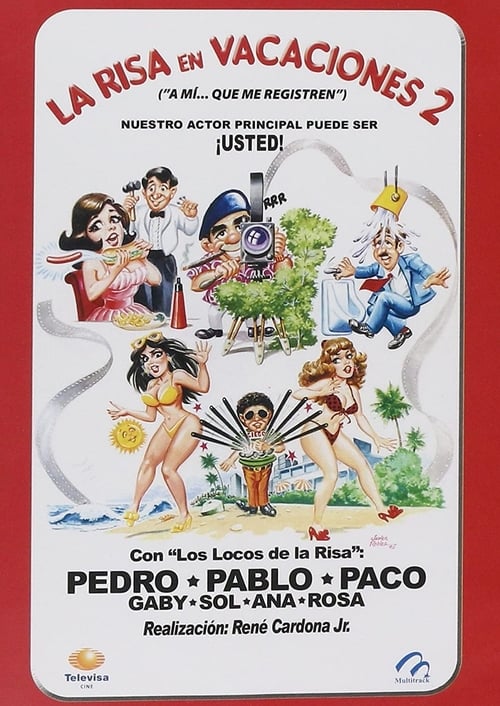 LA RISA EN VACACIONES 2
("A MÍ... QUE ME REGISTREN")
NUESTRO ACTOR PRINCIPAL PUEDE SER
¡USTED!
RRR
CIEGO
Con "Los Locos de la Risa":
PEDRO ★ PABLO ★ PACO
GABY ★ SOL ★ ANA ★ ROSA
Realización: René Cardona Jr.
Televisa
CINE
Multitrack